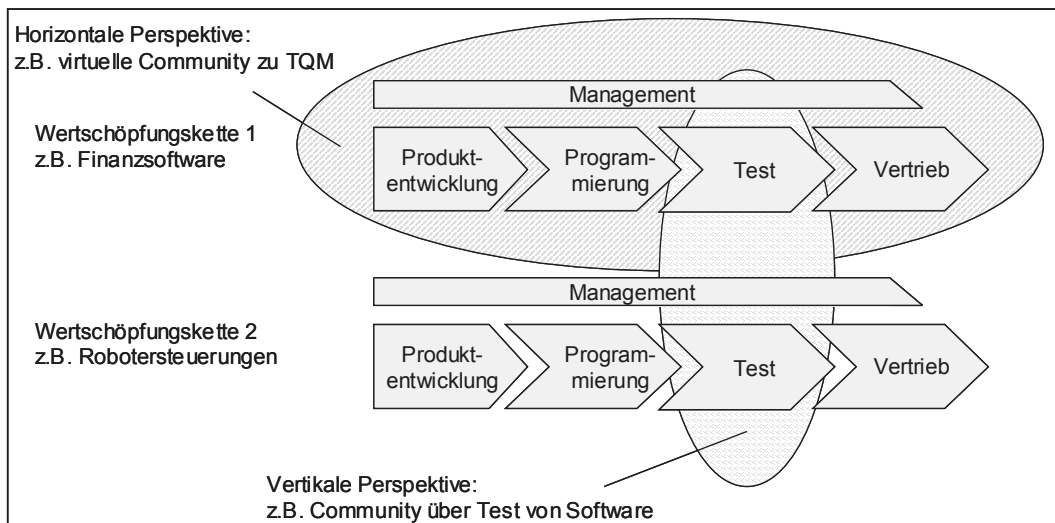 Horizontale Perspektive:
z.B. virtuelle Community zu TQM
Management
Wertschöpfungskette 1
z.B. Finanzsoftware
Produkt-
entwicklung
Program-
mierung
Test
Vertrieb
Management
Wertschöpfungskette 2
z.B. Robotersteuerungen
Produkt-
entwicklung
Program-
mierung
Test
Vertrieb
Vertikale Perspektive:
z.B. Community über Test von Software